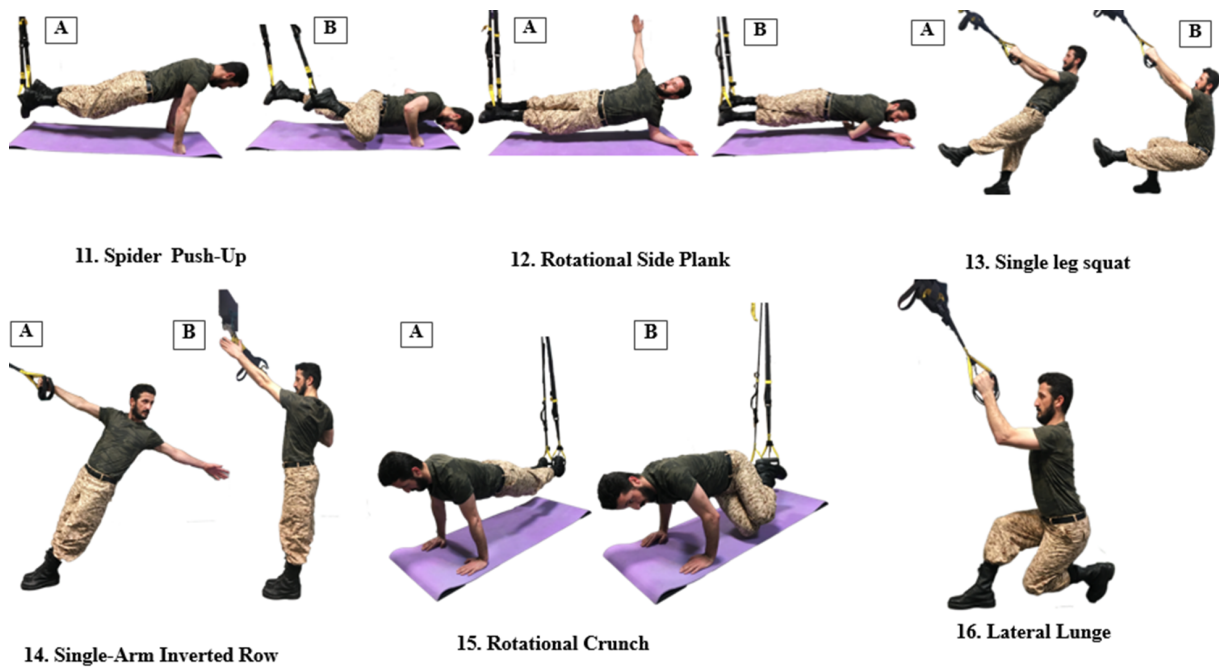 A
B
A
B
A
B
11. Spider Push-Up
12. Rotational Side Plank
13. Single leg squat
A
B
A
B
14. Single-Arm Inverted Row
15. Rotational Crunch
16. Lateral Lunge